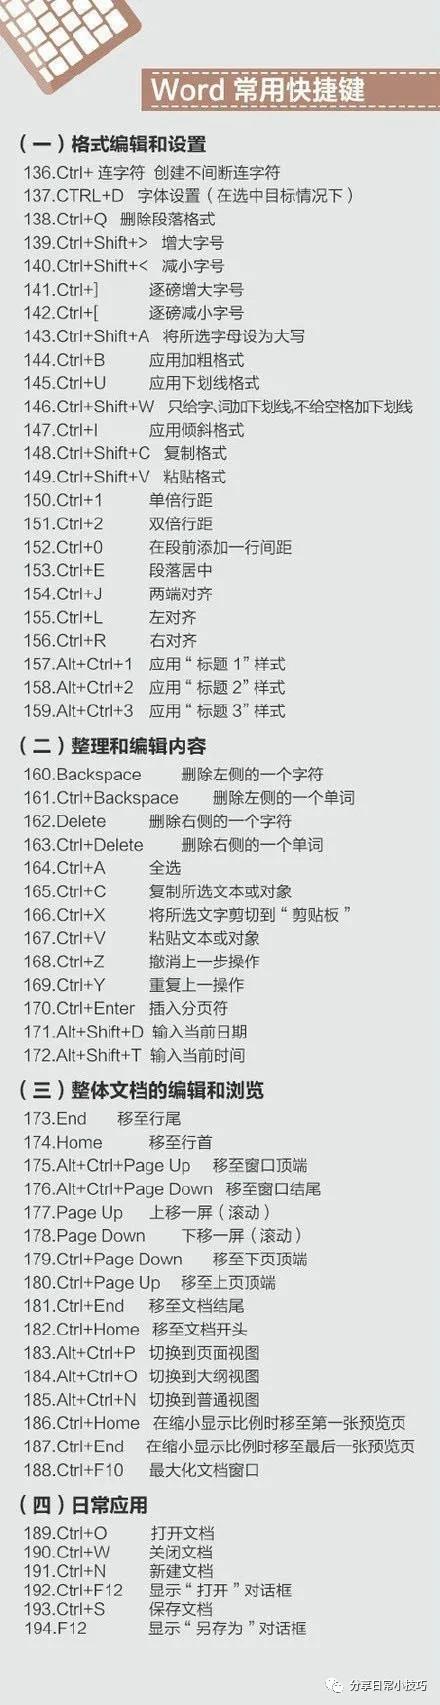 Word 常用快捷键
（一）格式编辑和设置
136.Ctrl+ 连字符 创建不间断连字符
137.CTRL+D 字体设置（在选中目标情况下）
138.Ctrl+Q 删除段落格式
139.Ctrl+Shift+> 增大字号
140.Ctrl+Shift+< 减小字号
141.Ctrl+] 逐磅增大字号
142.Ctrl+[ 逐磅减小字号
143.Ctrl+Shift+A 将所选字母设为大写
144.Ctrl+B 应用加粗格式
145.Ctrl+U 应用下划线格式
146.Ctrl+Shift+W 只给字、词加下划线,不给空格加下划线
147.Ctrl+I 应用倾斜格式
148.Ctrl+Shift+C 复制格式
149.Ctrl+Shift+V 粘贴格式
150.Ctrl+1 单倍行距
151.Ctrl+2 双倍行距
152.Ctrl+0 在段前添加一行间距
153.Ctrl+E 段落居中
154.Ctrl+J 两端对齐
155.Ctrl+L 左对齐
156.Ctrl+R 右对齐
157.Alt+Ctrl+1 应用“标题 1”样式
158.Alt+Ctrl+2 应用“标题 2”样式
159.Alt+Ctrl+3 应用“标题 3”样式
（二）整理和编辑内容
160.Backspace 删除左侧的一个字符
161.Ctrl+Backspace 删除左侧的一个单词
162.Delete 删除右侧的一个字符
163.Ctrl+Delete 删除右侧的一个单词
164.Ctrl+A 全选
165.Ctrl+C 复制所选文本或对象
166.Ctrl+X 将所选文字剪切到“剪贴板”
167.Ctrl+V 粘贴文本或对象
168.Ctrl+Z 撤消上一步操作
169.Ctrl+Y 重复上一操作
170.Ctrl+Enter 插入分页符
171.Alt+Shift+D 输入当前日期
172.Alt+Shift+T 输入当前时间
（三）整体文档的编辑和浏览
173.End 移至行尾
174.Home 移至行首
175.Alt+Ctrl+Page Up 移至窗口顶端
176.Alt+Ctrl+Page Down 移至窗口结尾
177.Page Up 上移一屏（滚动）
178.Page Down 下移一屏（滚动）
179.Ctrl+Page Down 移至下页顶端
180.Ctrl+Page Up 移至上页顶端
181.Ctrl+End 移至文档结尾
182.Ctrl+Home 移至文档开头
183.Alt+Ctrl+P 切换到页面视图
184.Alt+Ctrl+O 切换到大纲视图
185.Alt+Ctrl+N 切换到普通视图
186.Ctrl+Home 在缩小显示比例时移至第一张预览页
187.Ctrl+End 在缩小显示比例时移至最后一张预览页
188.Ctrl+F10 最大化文档窗口
（四）日常应用
189.Ctrl+O 打开文档
190.Ctrl+W 关闭文档
191.Ctrl+N 新建文档
192.Ctrl+F12 显示“打开”对话框
193.Ctrl+S 保存文档
194.F12 显示“另存为”对话框
分享日常小技巧